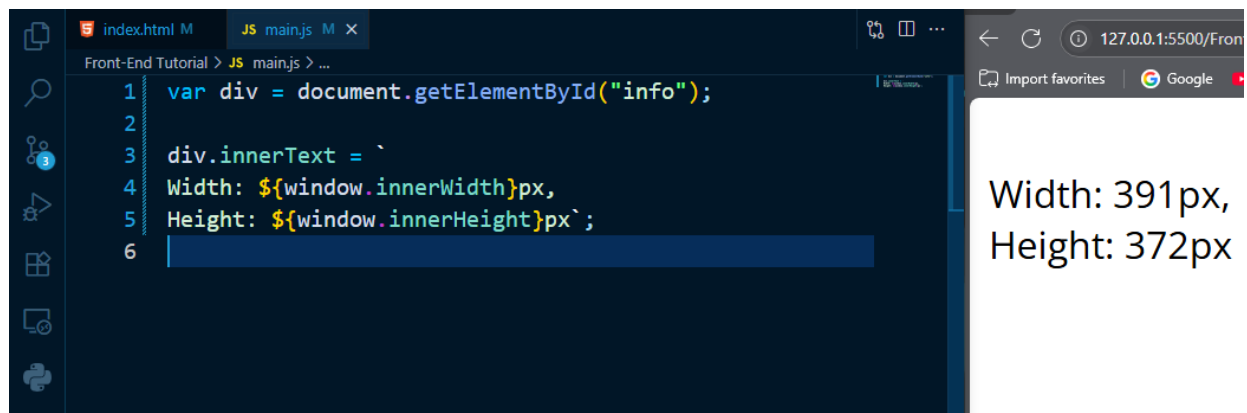 index.html M
JS main.js M ×
Front-End Tutorial > JS main.js > ...
1 var div = document.getElementById("info");
2
3 div.innerText = `
4 Width: ${window.innerWidth}px,
5 Height: ${window.innerHeight}px`;
6
3
127.0.0.1:5500/Fron
Import favorites
Google
Width: 391px,
Height: 372px